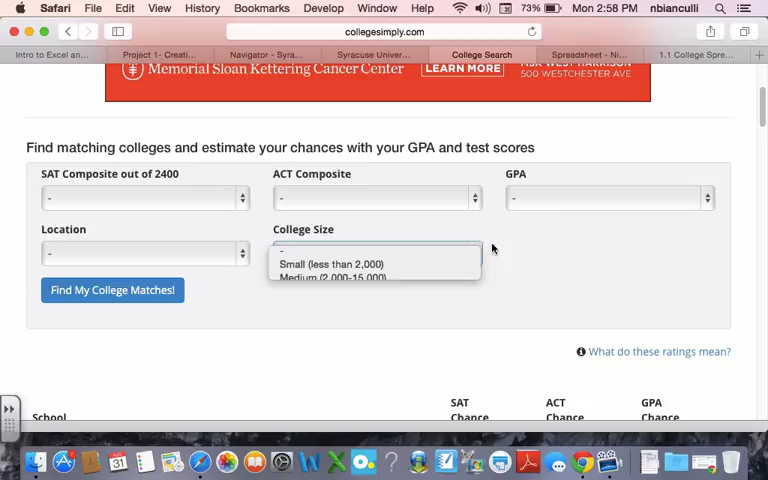 Safari File Edit View History Bookmarks Develop Window Help 73% Mon 2:58 PM nbianculli
collegesimply.com
Intro to Excel an... Project 1- Creati... Navigator - Syra... Syracuse Univer... College Search Spreadsheet - Ni... 1.1 College Spre...
Memorial Sloan Kettering Cancer Center LEARN MORE MSK WEST HARRISON
500 WESTCHESTER AVE
Find matching colleges and estimate your chances with your GPA and test scores
SAT Composite out of 2400 ACT Composite GPA
- - -
Location College Size
- -
Small (less than 2,000)
Medium (2,000-15,000)
Find My College Matches!
What do these ratings mean?
SAT ACT GPA
School Chance Chance Chance